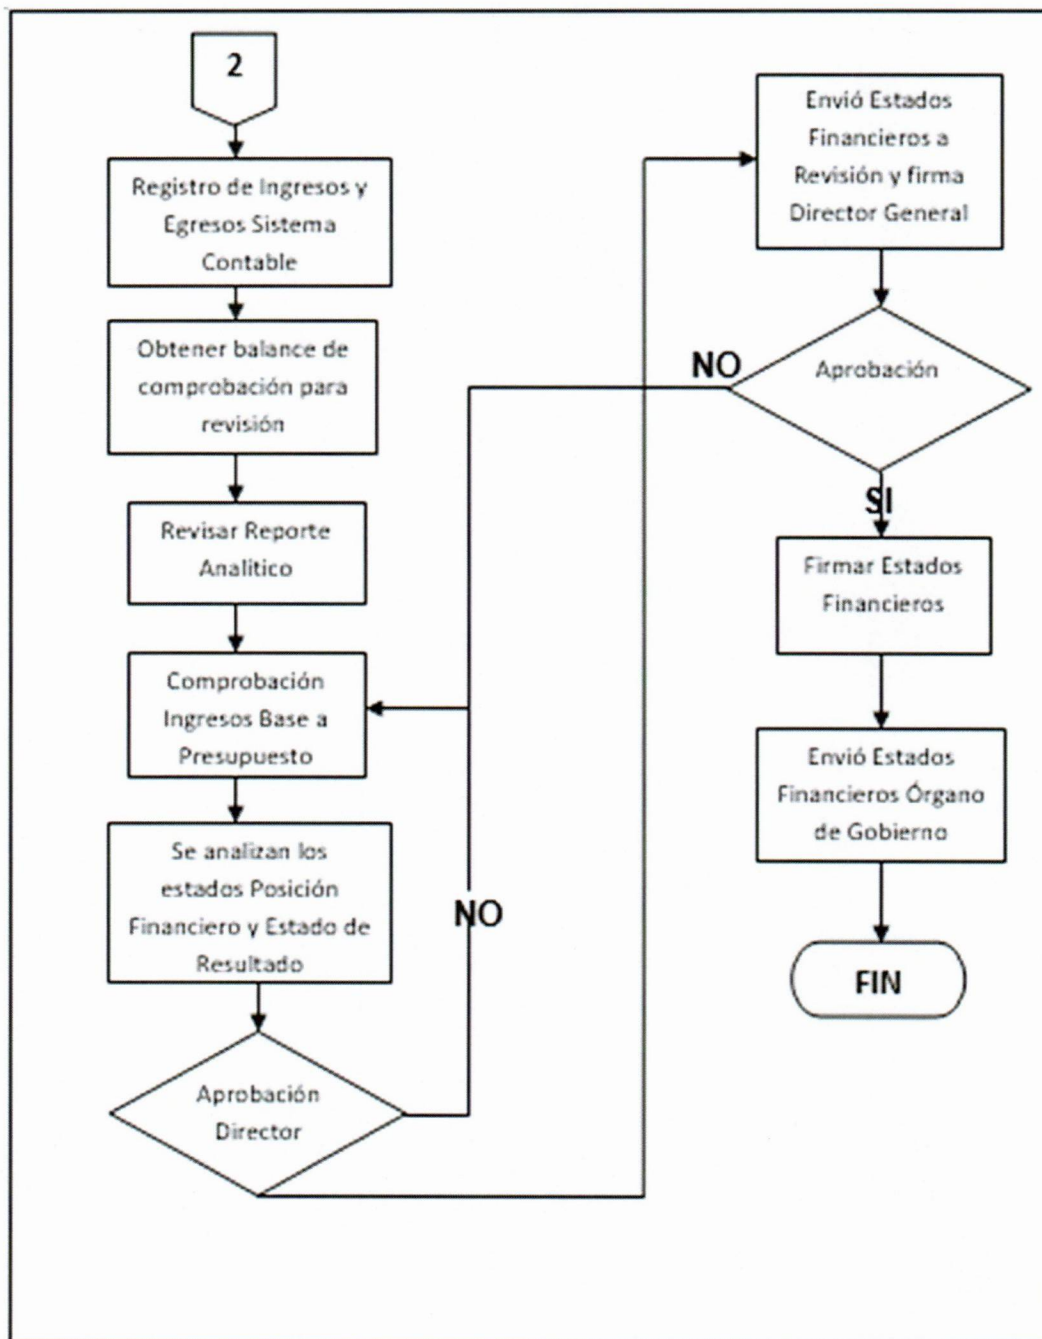 2
Registro de Ingresos y
Egresos Sistema
Contable
Obtener balance de
comprobación para
revisión
Revisar Reporte
Analítico
Comprobación
Ingresos Base a
Presupuesto
Se analizan los
estados Posición
Financiero y Estado de
Resultado
NO
Aprobación
Director
Envió Estados
Financieros a
Revisión y firma
Director General
NO
Aprobación
SI
Firmar Estados
Financieros
Envió Estados
Financieros Órgano
de Gobierno
FIN